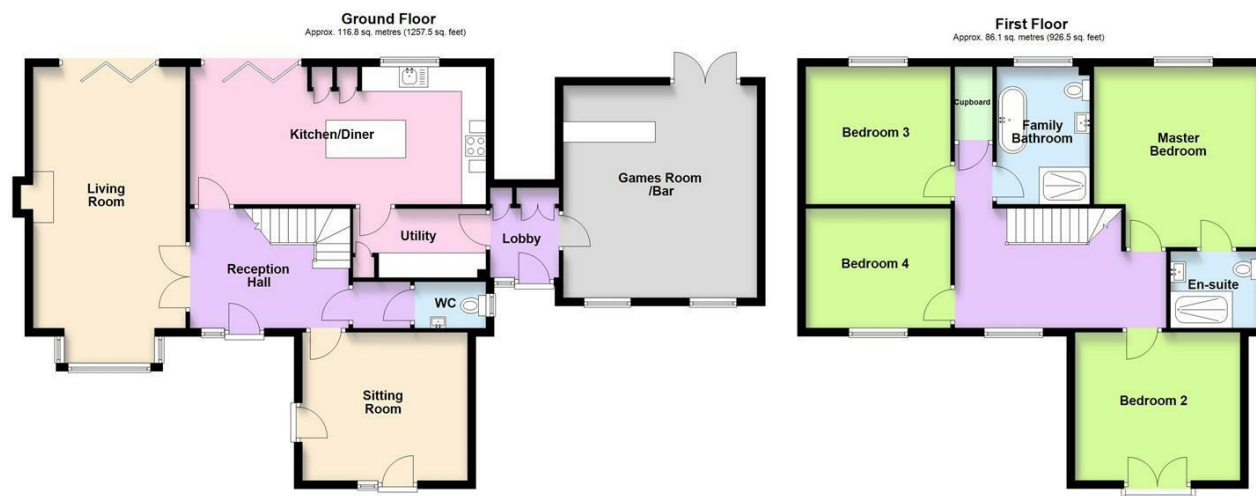 Ground Floor
Approx. 116.8 sq. metres (1257.5 sq. feet)
Kitchen/Diner
Living
Room
Games Room
/Bar
Utility
Lobby
Reception
Hall
WC
Sitting
Room
First Floor
Approx. 86.1 sq. metres (926.5 sq. feet)
Bedroom 3
Cupboard
Family
Bathroom
Master
Bedroom
Bedroom 4
En-suite
Bedroom 2